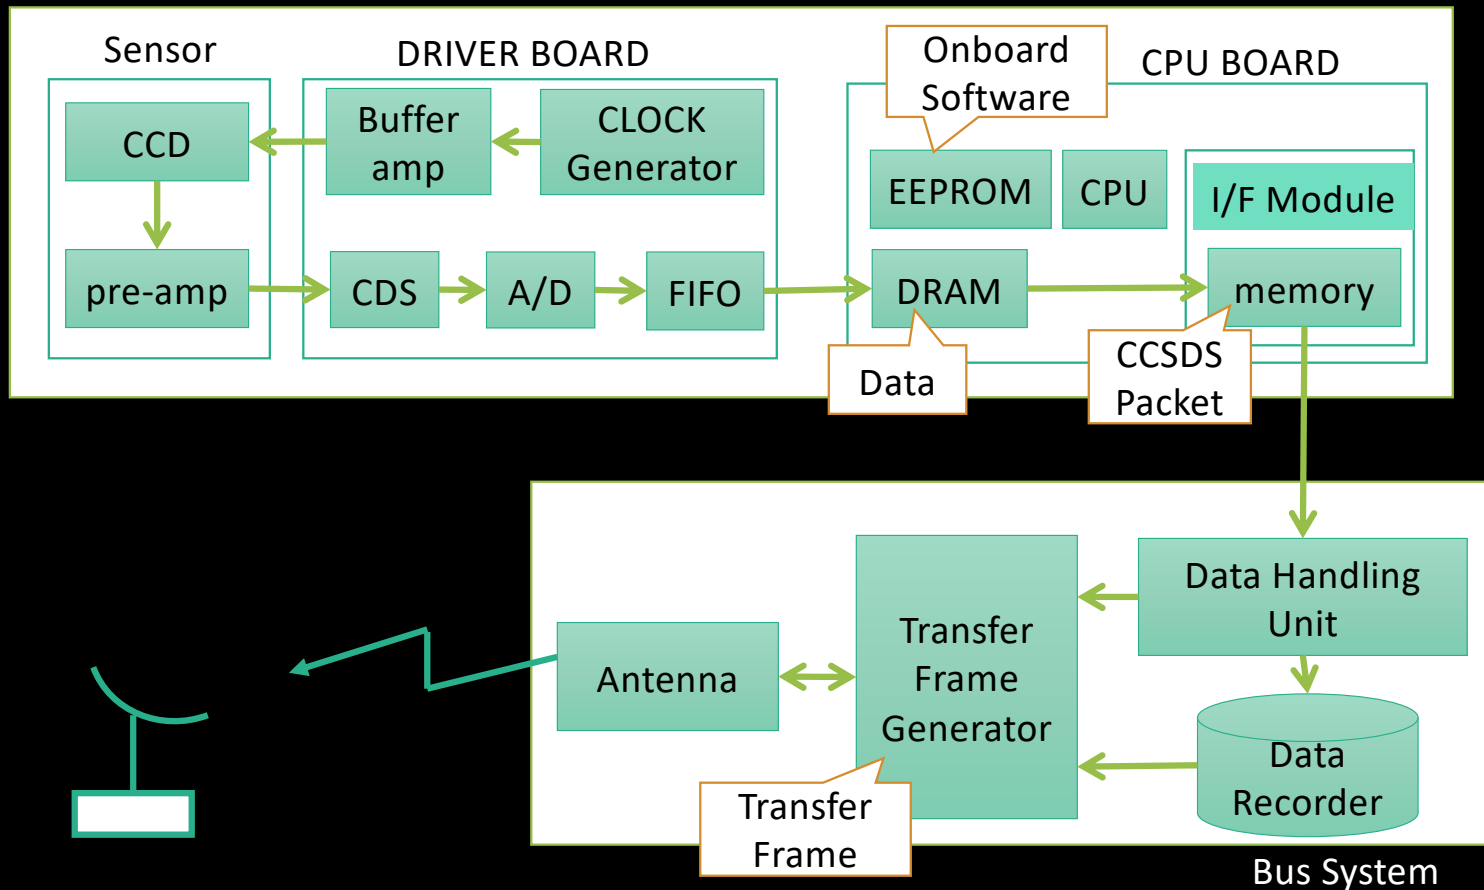 Sensor
DRIVER BOARD
CPU BOARD
Onboard
Software
CCD
Buffer
amp
CLOCK
Generator
EEPROM
CPU
I/F Module
pre-amp
CDS
A/D
FIFO
DRAM
memory
Data
CCSDS
Packet
Data Handling
Unit
Transfer
Frame
Generator
Antenna
Data
Recorder
Transfer
Frame
Bus System